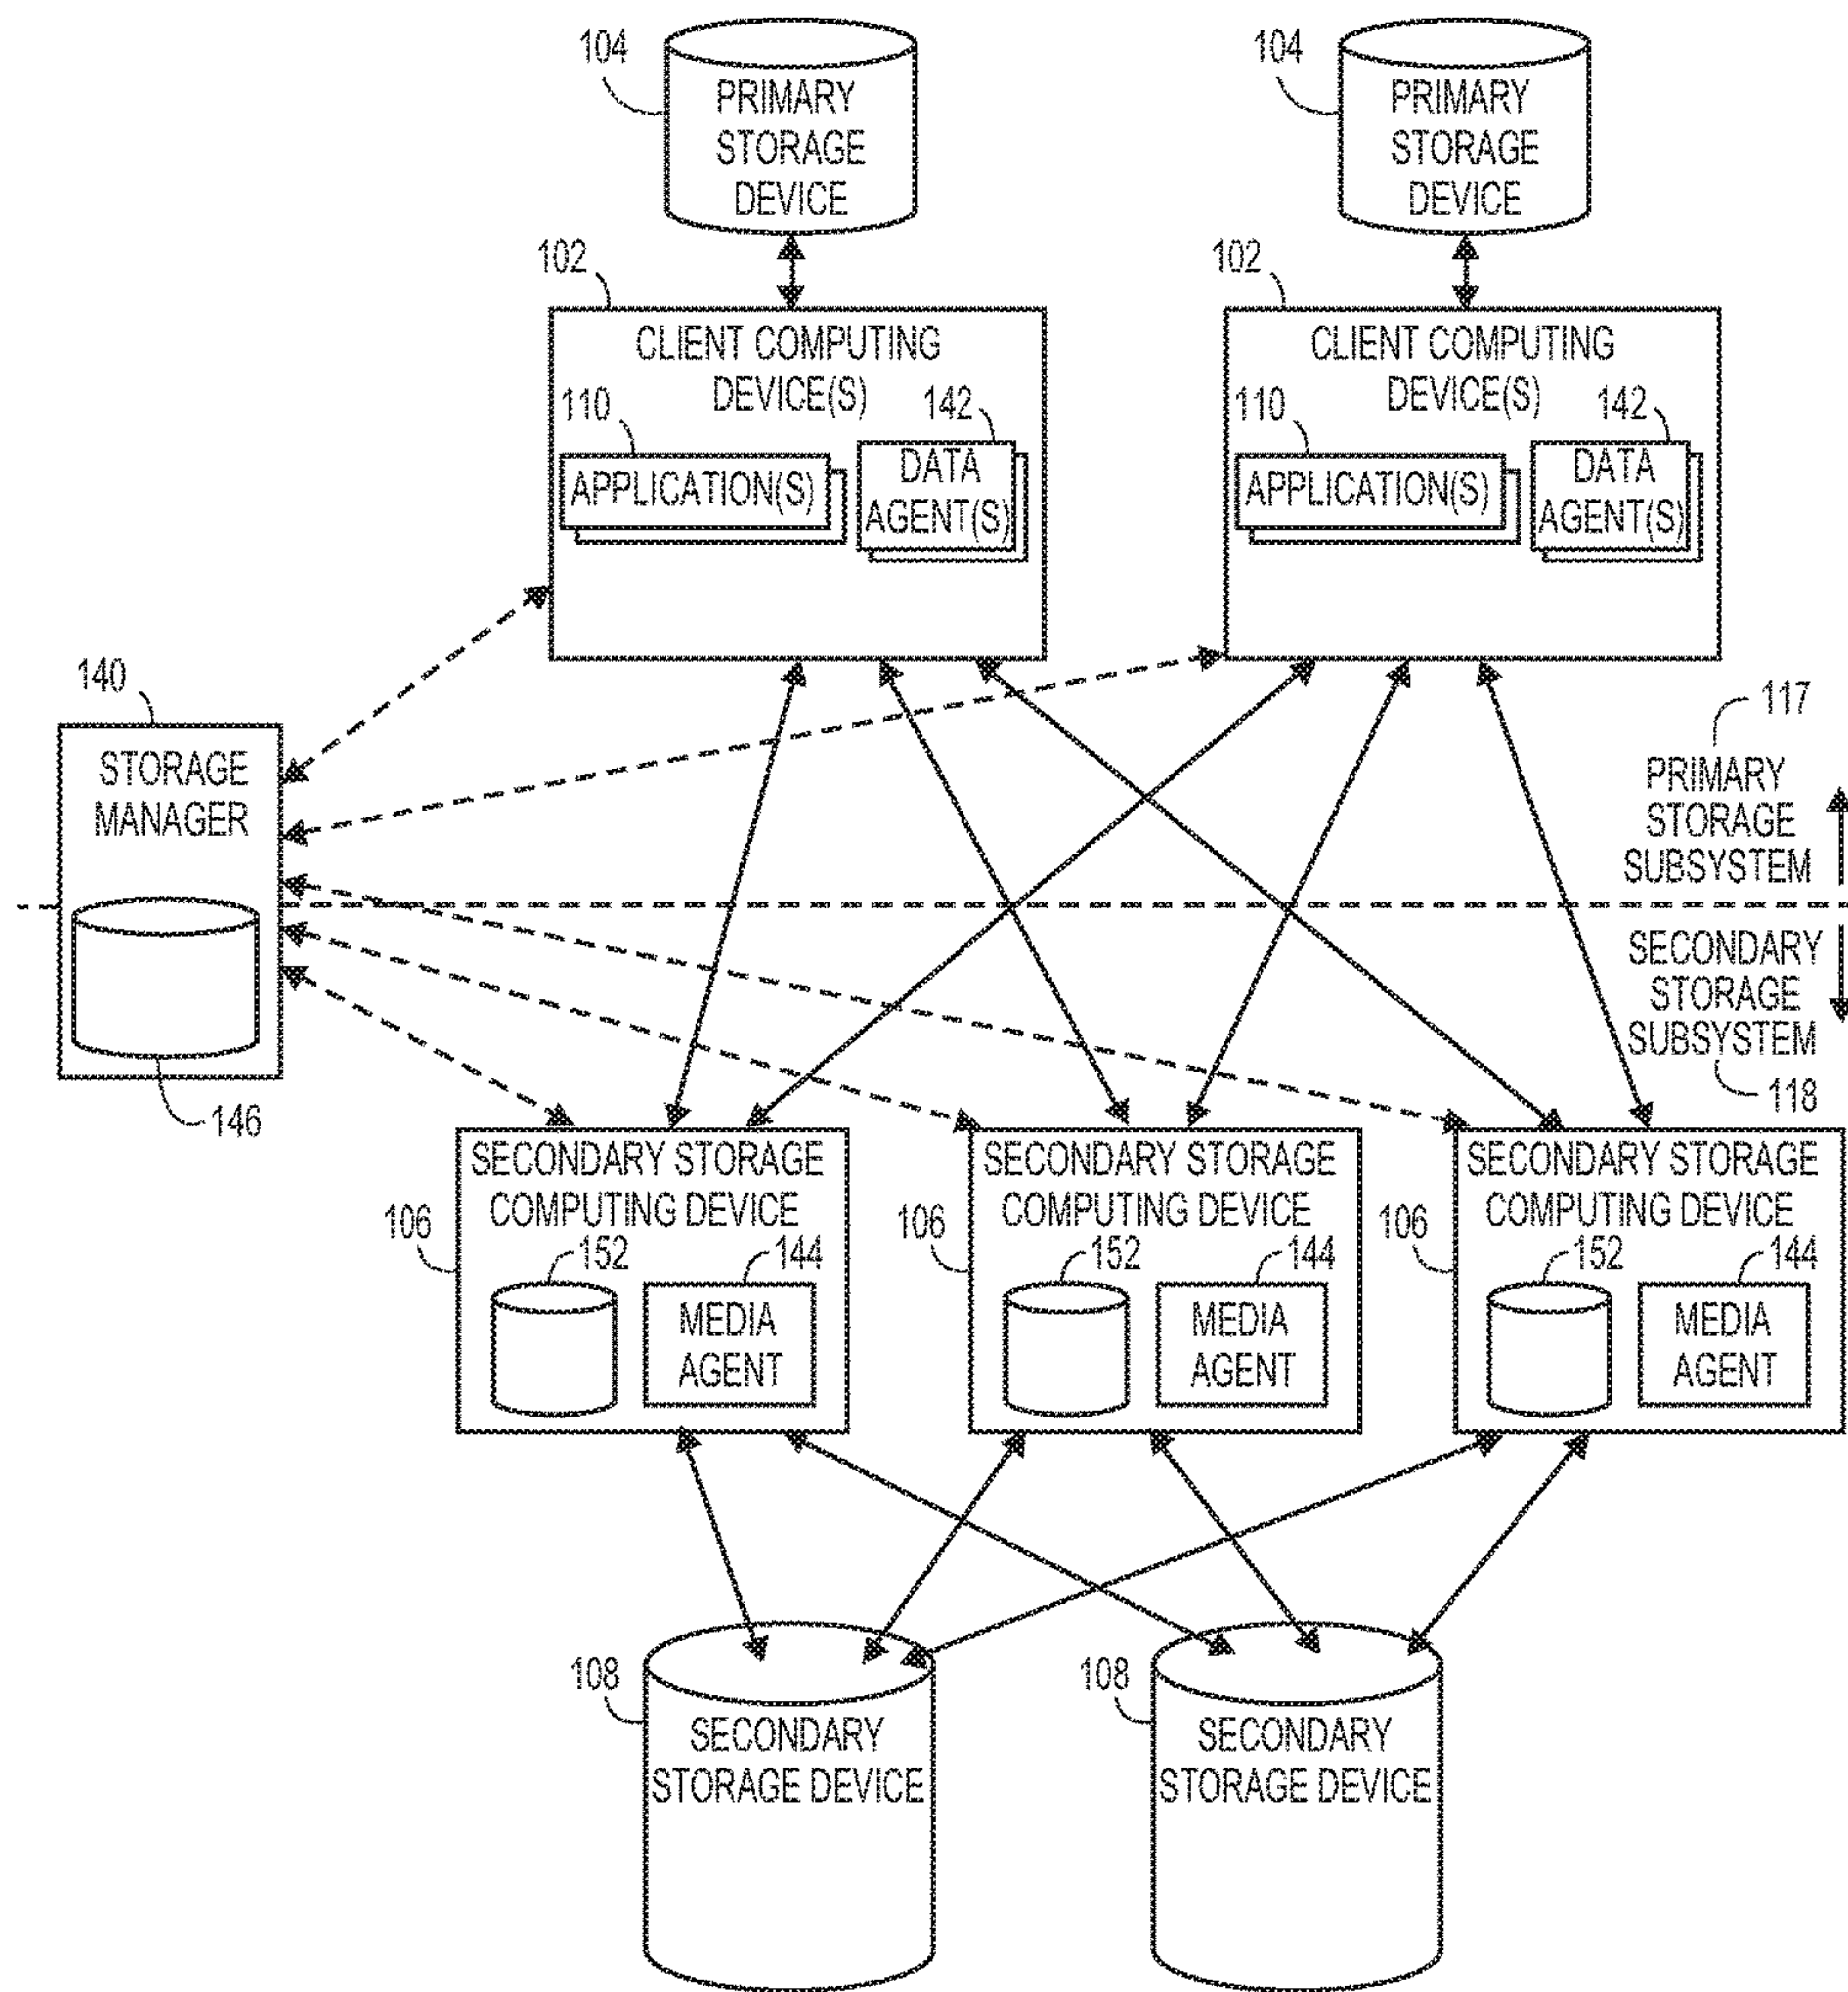 104
PRIMARY
STORAGE
DEVICE
104
PRIMARY
STORAGE
DEVICE
102
CLIENT COMPUTING
DEVICE(S)
110
APPLICATION(S)
142
DATA
AGENT(S)
102
CLIENT COMPUTING
DEVICE(S)
110
APPLICATION(S)
142
DATA
AGENT(S)
140
STORAGE
MANAGER
146
117
PRIMARY
STORAGE
SUBSYSTEM
SECONDARY
STORAGE
SUBSYSTEM
118
106
SECONDARY STORAGE
COMPUTING DEVICE
152
144
MEDIA
AGENT
106
SECONDARY STORAGE
COMPUTING DEVICE
152
144
MEDIA
AGENT
106
SECONDARY STORAGE
COMPUTING DEVICE
152
144
MEDIA
AGENT
108
SECONDARY
STORAGE DEVICE
108
SECONDARY
STORAGE DEVICE